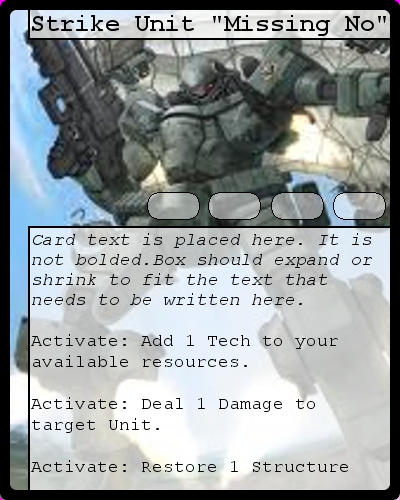 Strike Unit "Missing No"
Card text is placed here. It is
not bolded.Box should expand or
shrink to fit the text that
needs to be written here.
Activate: Add 1 Tech to your
available resources.
Activate: Deal 1 Damage to
target Unit.
Activate: Restore 1 Structure